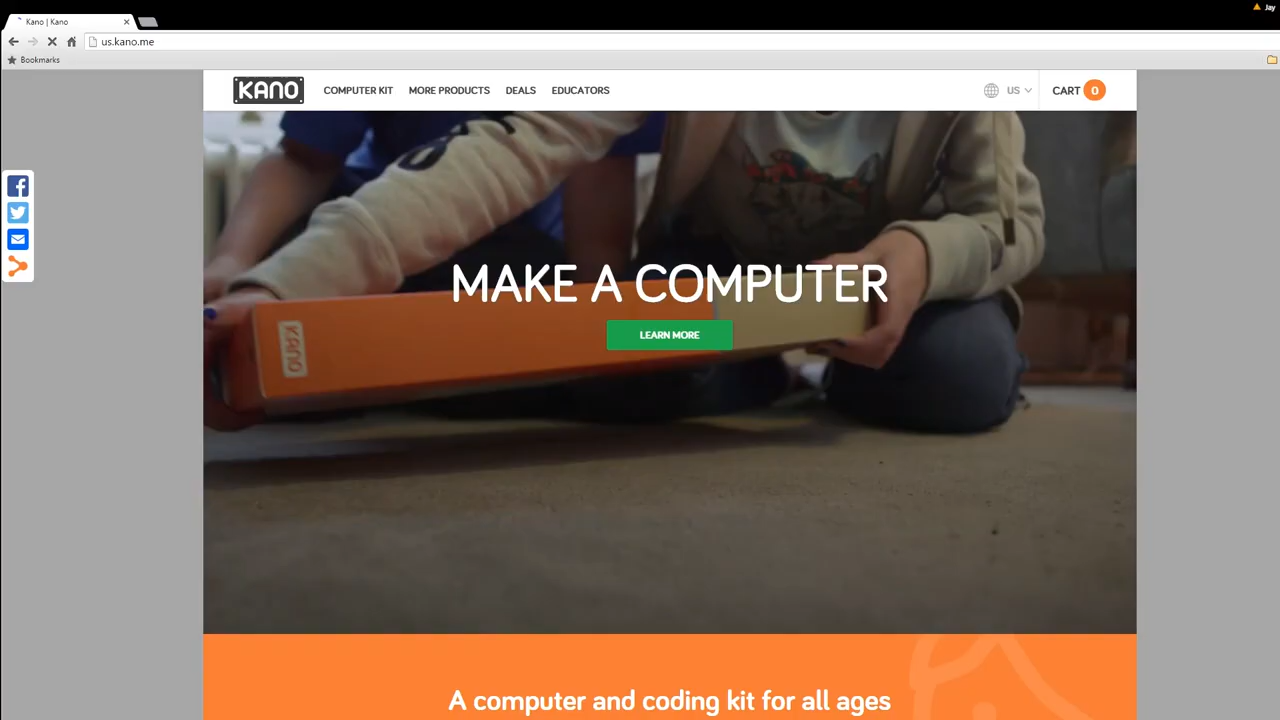 Jay
Kano | Kano
us.kano.me
Bookmarks
KANO COMPUTER KIT MORE PRODUCTS DEALS EDUCATORS US CART 0
MAKE A COMPUTER
LEARN MORE
KANO
A computer and coding kit for all ages